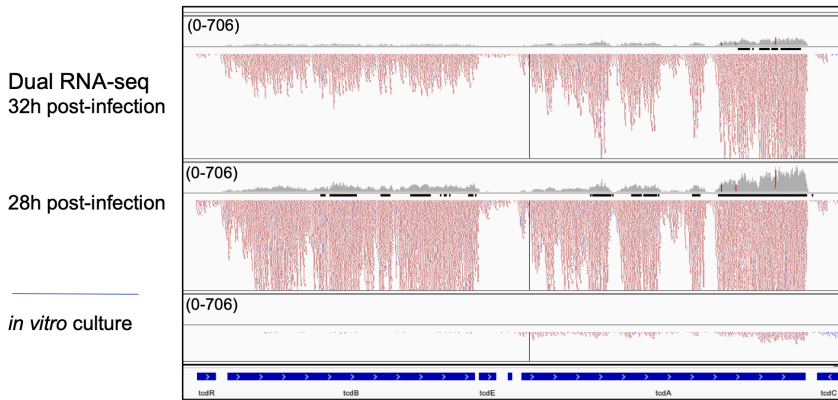 (0-706)
Dual RNA-seq
32h post-infection
(0-706)
28h post-infection
(0-706)
in vitro culture
tcdR
tcdB
tcdE
tcdA
tcdC